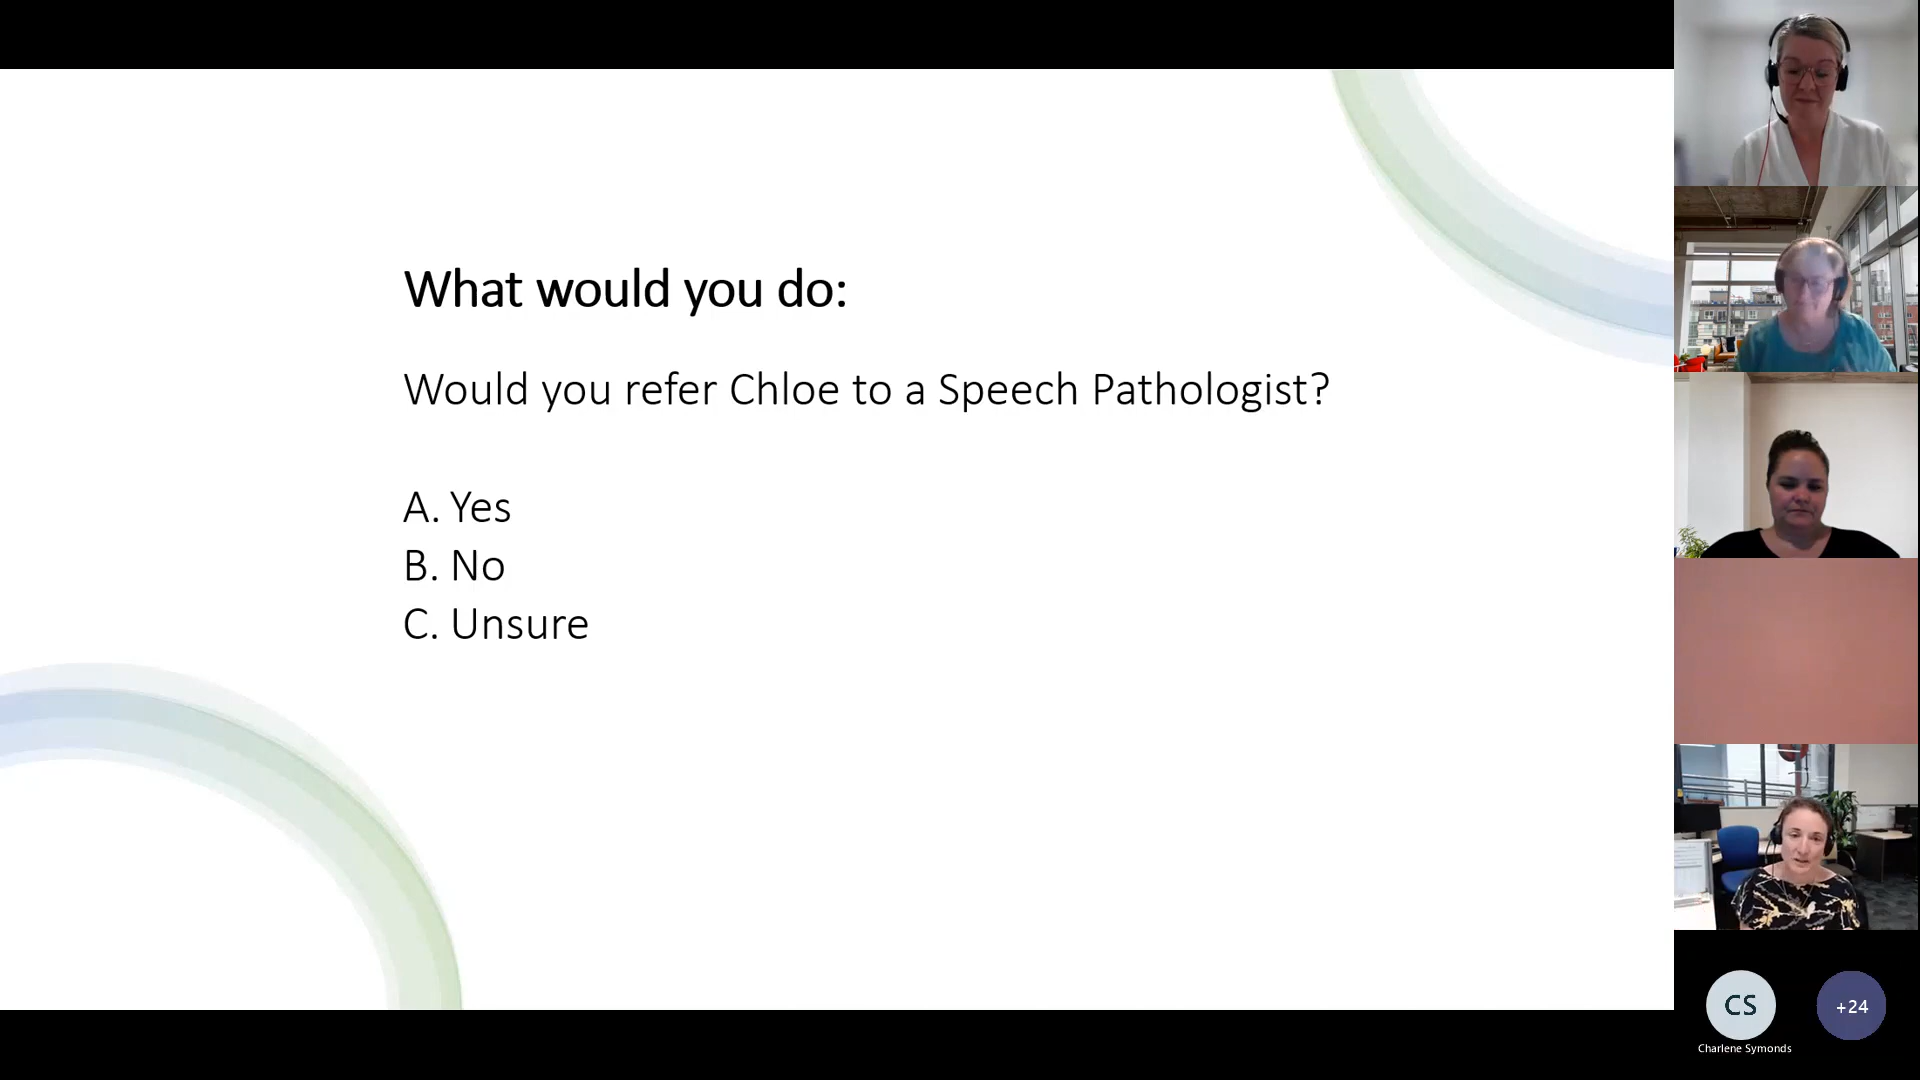 What would you do:
Would you refer Chloe to a Speech Pathologist?
A. Yes
B. No
C. Unsure
CS
+24
Charlene Symonds